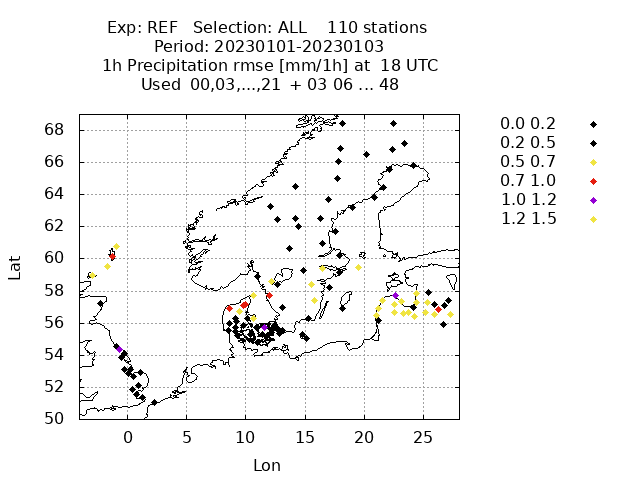 Exp: REF Selection: ALL 110 stations
Period: 20230101-20230103
1h Precipitation rmse [mm/1h] at 18 UTC
Used 00,03,...,21 + 03 06 ... 48
68
66
64
62
60
58
56
54
52
50
Lat
0 5 10 15 20 25
Lon
0.0 0.2
0.2 0.5
0.5 0.7
0.7 1.0
1.0 1.2
1.2 1.5